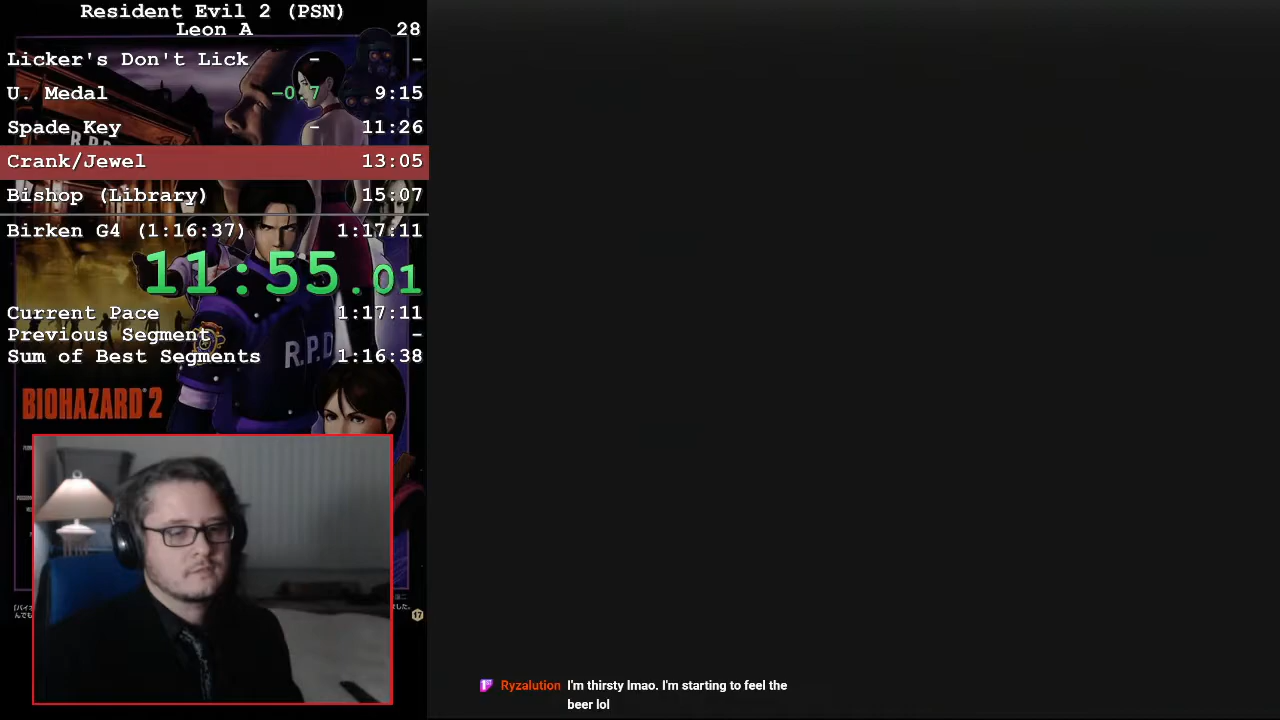 Resident Evil 2 (PSN)
Leon A 28
Licker's Don't Lick - -
U. Medal -0.7 9:15
Spade Key - 11:26
Crank/Jewel 13:05
Bishop (Library) 15:07
Birken G4 (1:16:37) 1:17:11
11:55.01
Current Pace 1:17:11
Previous Segment -
Sum of Best Segments 1:16:38
R.P.D
BIOHAZARD 2
17
Ryzalution I'm thirsty lmao. I'm starting to feel the
beer lol